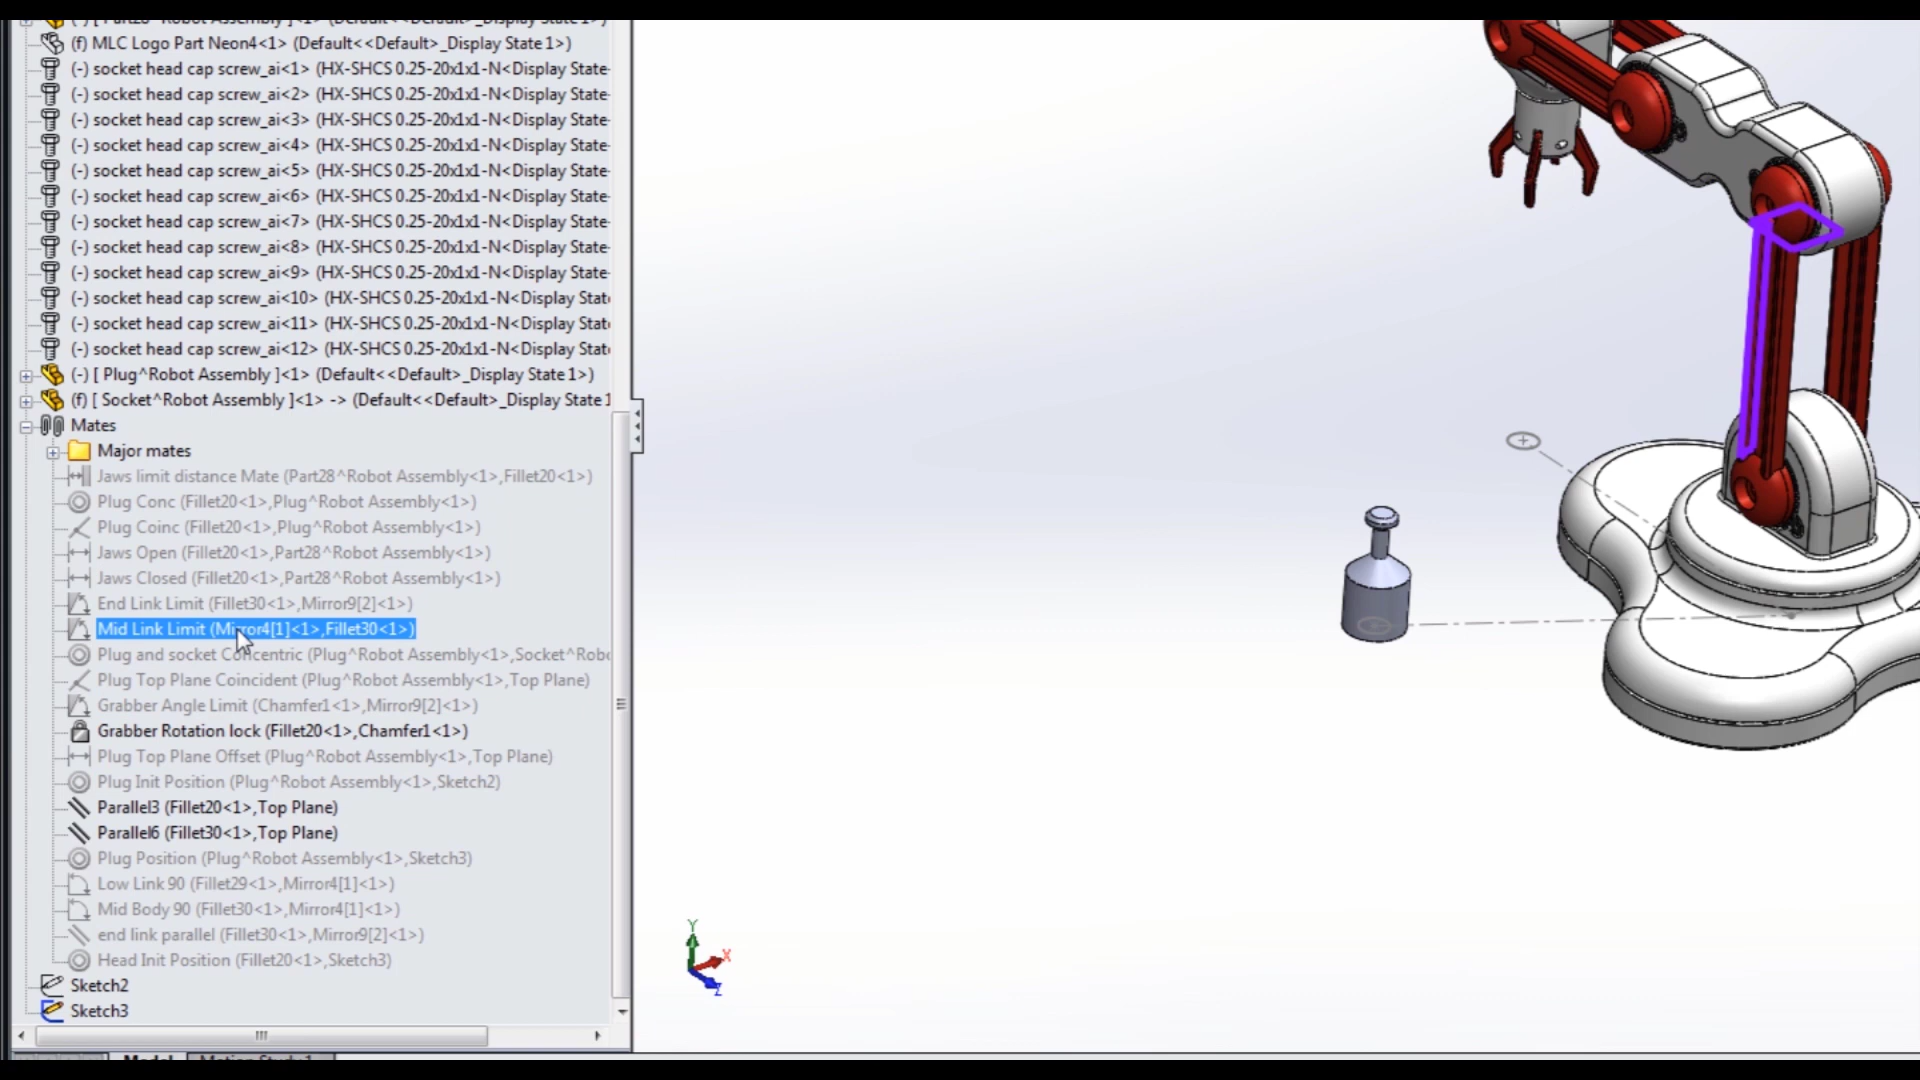 (-) [ Part28^Robot Assembly ]<1> (Default<<Default>_Display State 1>)
(f) MLC Logo Part Neon4<1> (Default<<Default>_Display State 1>)
(-) socket head cap screw_ai<1> (HX-SHCS 0.25-20x1x1-N<Display State-
(-) socket head cap screw_ai<2> (HX-SHCS 0.25-20x1x1-N<Display State-
(-) socket head cap screw_ai<3> (HX-SHCS 0.25-20x1x1-N<Display State-
(-) socket head cap screw_ai<4> (HX-SHCS 0.25-20x1x1-N<Display State-
(-) socket head cap screw_ai<5> (HX-SHCS 0.25-20x1x1-N<Display State-
(-) socket head cap screw_ai<6> (HX-SHCS 0.25-20x1x1-N<Display State-
(-) socket head cap screw_ai<7> (HX-SHCS 0.25-20x1x1-N<Display State-
(-) socket head cap screw_ai<8> (HX-SHCS 0.25-20x1x1-N<Display State-
(-) socket head cap screw_ai<9> (HX-SHCS 0.25-20x1x1-N<Display State-
(-) socket head cap screw_ai<10> (HX-SHCS 0.25-20x1x1-N<Display Stat
(-) socket head cap screw_ai<11> (HX-SHCS 0.25-20x1x1-N<Display Stat
(-) socket head cap screw_ai<12> (HX-SHCS 0.25-20x1x1-N<Display Stat
(-) [ Plug^Robot Assembly ]<1> (Default<<Default>_Display State 1>)
(f) [ Socket^Robot Assembly ]<1> -> (Default<<Default>_Display State 1
Mates
Major mates
Jaws limit distance Mate (Part28^Robot Assembly<1>,Fillet20<1>)
Plug Conc (Fillet20<1>,Plug^Robot Assembly<1>)
Plug Coinc (Fillet20<1>,Plug^Robot Assembly<1>)
Jaws Open (Fillet20<1>,Part28^Robot Assembly<1>)
Jaws Closed (Fillet20<1>,Part28^Robot Assembly<1>)
End Link Limit (Fillet30<1>,Mirror9[2]<1>)
Mid Link Limit (Mirror4[1]<1>,Fillet30<1>)
Plug and socket Concentric (Plug^Robot Assembly<1>,Socket^Rob
Plug Top Plane Coincident (Plug^Robot Assembly<1>,Top Plane)
Grabber Angle Limit (Chamfer1<1>,Mirror9[2]<1>)
Grabber Rotation lock (Fillet20<1>,Chamfer1<1>)
Plug Top Plane Offset (Plug^Robot Assembly<1>,Top Plane)
Plug Init Position (Plug^Robot Assembly<1>,Sketch2)
Parallel3 (Fillet20<1>,Top Plane)
Parallel6 (Fillet30<1>,Top Plane)
Plug Position (Plug^Robot Assembly<1>,Sketch3)
Low Link 90 (Fillet29<1>,Mirror4[1]<1>)
Mid Body 90 (Fillet30<1>,Mirror4[1]<1>)
end link parallel (Fillet30<1>,Mirror9[2]<1>)
Head Init Position (Fillet20<1>,Sketch3)
Sketch2
Sketch3
Model Motion Study 1
Y
X
Z